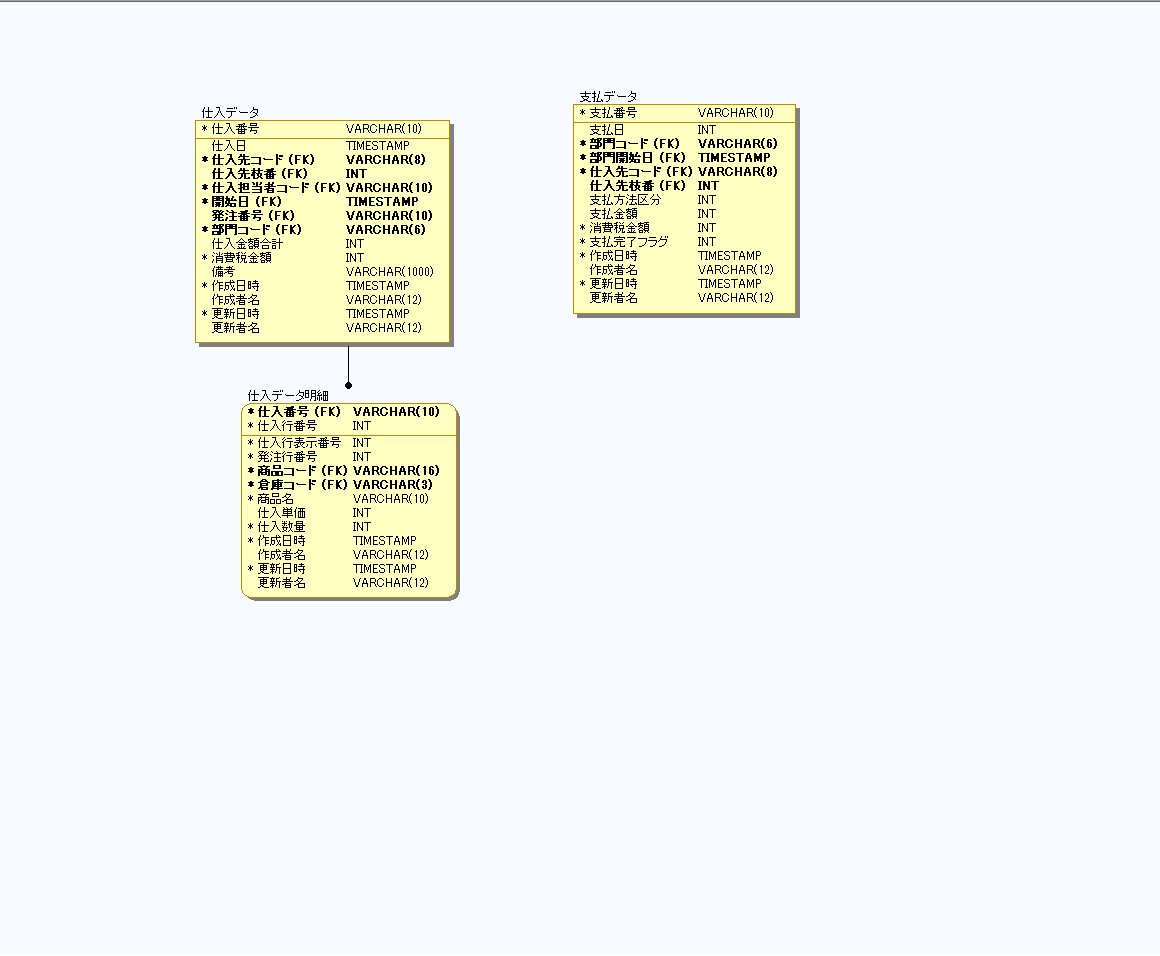 仕入データ
* 仕入番号 VARCHAR(10)
仕入日 TIMESTAMP
* 仕入先コード (FK) VARCHAR(8)
仕入先枝番 (FK) INT
* 仕入担当者コード (FK) VARCHAR(10)
* 開始日 (FK) TIMESTAMP
発注番号 (FK) VARCHAR(10)
* 部門コード (FK) VARCHAR(6)
仕入金額合計 INT
* 消費税金額 INT
備考 VARCHAR(1000)
* 作成日時 TIMESTAMP
作成者名 VARCHAR(12)
* 更新日時 TIMESTAMP
更新者名 VARCHAR(12)
支払データ
* 支払番号 VARCHAR(10)
支払日 INT
* 部門コード (FK) VARCHAR(6)
* 部門開始日 (FK) TIMESTAMP
* 仕入先コード (FK) VARCHAR(8)
仕入先枝番 (FK) INT
支払方法区分 INT
支払金額 INT
* 消費税金額 INT
* 支払完了フラグ INT
* 作成日時 TIMESTAMP
作成者名 VARCHAR(12)
* 更新日時 TIMESTAMP
更新者名 VARCHAR(12)
仕入データ明細
* 仕入番号 (FK) VARCHAR(10)
* 仕入行番号 INT
* 仕入行表示番号 INT
* 発注行番号 INT
* 商品コード (FK) VARCHAR(16)
* 倉庫コード (FK) VARCHAR(3)
* 商品名 VARCHAR(10)
仕入単価 INT
* 仕入数量 INT
* 作成日時 TIMESTAMP
作成者名 VARCHAR(12)
* 更新日時 TIMESTAMP
更新者名 VARCHAR(12)